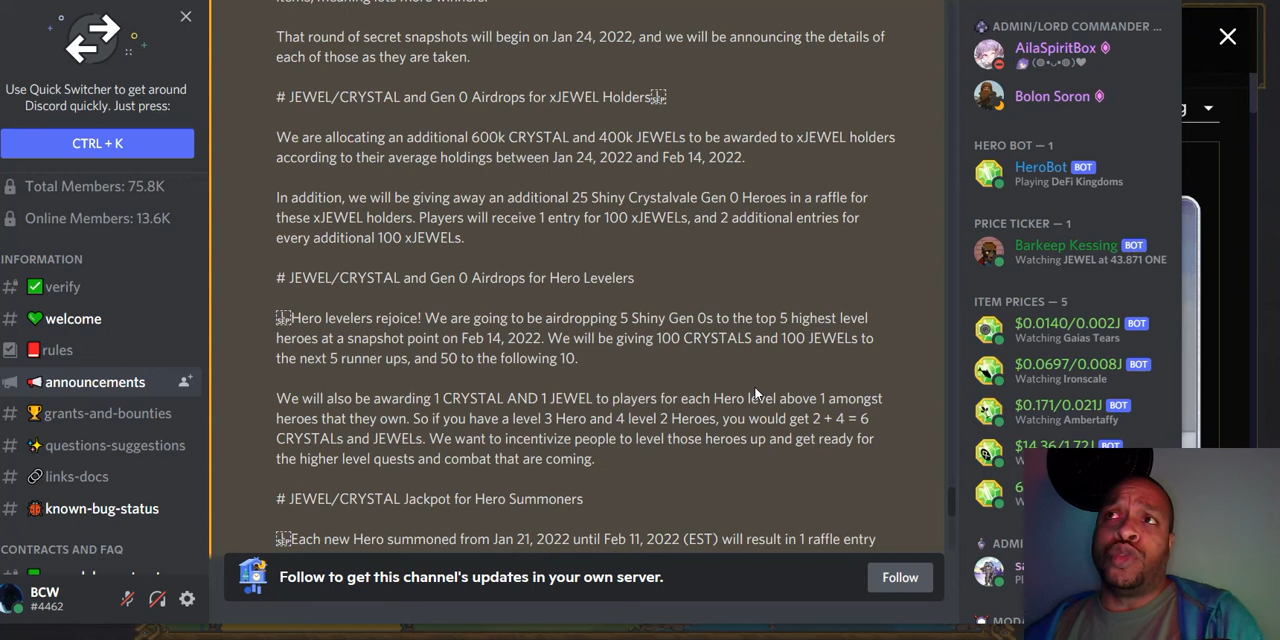 Use Quick Switcher to get around
Discord quickly. Just press:
CTRL + K
Total Members: 75.8K
Online Members: 13.6K
INFORMATION
verify
welcome
rules
announcements
grants-and-bounties
questions-suggestions
links-docs
known-bug-status
CONTRACTS AND FAQ
BCW
#4462
That round of secret snapshots will begin on Jan 24, 2022, and we will be announcing the details
of each of those as they are taken.
# JEWEL/CRYSTAL and Gen 0 Airdrops for xJEWEL Holders
We are allocating an additional 600k CRYSTAL and 400k JEWELs to be awarded to xJEWEL holders
according to their average holdings between Jan 24, 2022 and Feb 14, 2022.
In addition, we will be giving away an additional 25 Shiny Crystalvale Gen 0 Heroes in a raffle for
these xJEWEL holders. Players will receive 1 entry for 100 xJEWELs, and 2 additional entries for
every additional 100 xJEWELs.
# JEWEL/CRYSTAL and Gen 0 Airdrops for Hero Levelers
Hero levelers rejoice! We are going to be airdropping 5 Shiny Gen 0s to the top 5 highest level
heroes at a snapshot point on Feb 14, 2022. We will be giving 100 CRYSTALS and 100 JEWELs to
the next 5 runner ups, and 50 to the following 10.
We will also be awarding 1 CRYSTAL AND 1 JEWEL to players for each Hero level above 1 amongst
heroes that they own. So if you have a level 3 Hero and 4 level 2 Heroes, you would get 2 + 4 = 6
CRYSTALs and JEWELs. We want to incentivize people to level those heroes up and get ready for
the higher level quests and combat that are coming.
# JEWEL/CRYSTAL Jackpot for Hero Summoners
Each new Hero summoned from Jan 21, 2022 until Feb 11, 2022 (EST) will result in 1 raffle entry
Follow to get this channel's updates in your own server.
Follow
ADMIN/LORD COMMANDER ...
AilaSpiritBox
Bolon Soron
HERO BOT — 1
HeroBot BOT
Playing DeFi Kingdoms
PRICE TICKER — 1
Barkeep Kessing BOT
Watching JEWEL at 43.871 ONE
ITEM PRICES — 5
$0.0140/0.002J BOT
Watching Gaias Tears
$0.0697/0.008J BOT
Watching Ironscale
$0.171/0.021J BOT
Watching Ambertaffy
$14.36/1.72J BOT